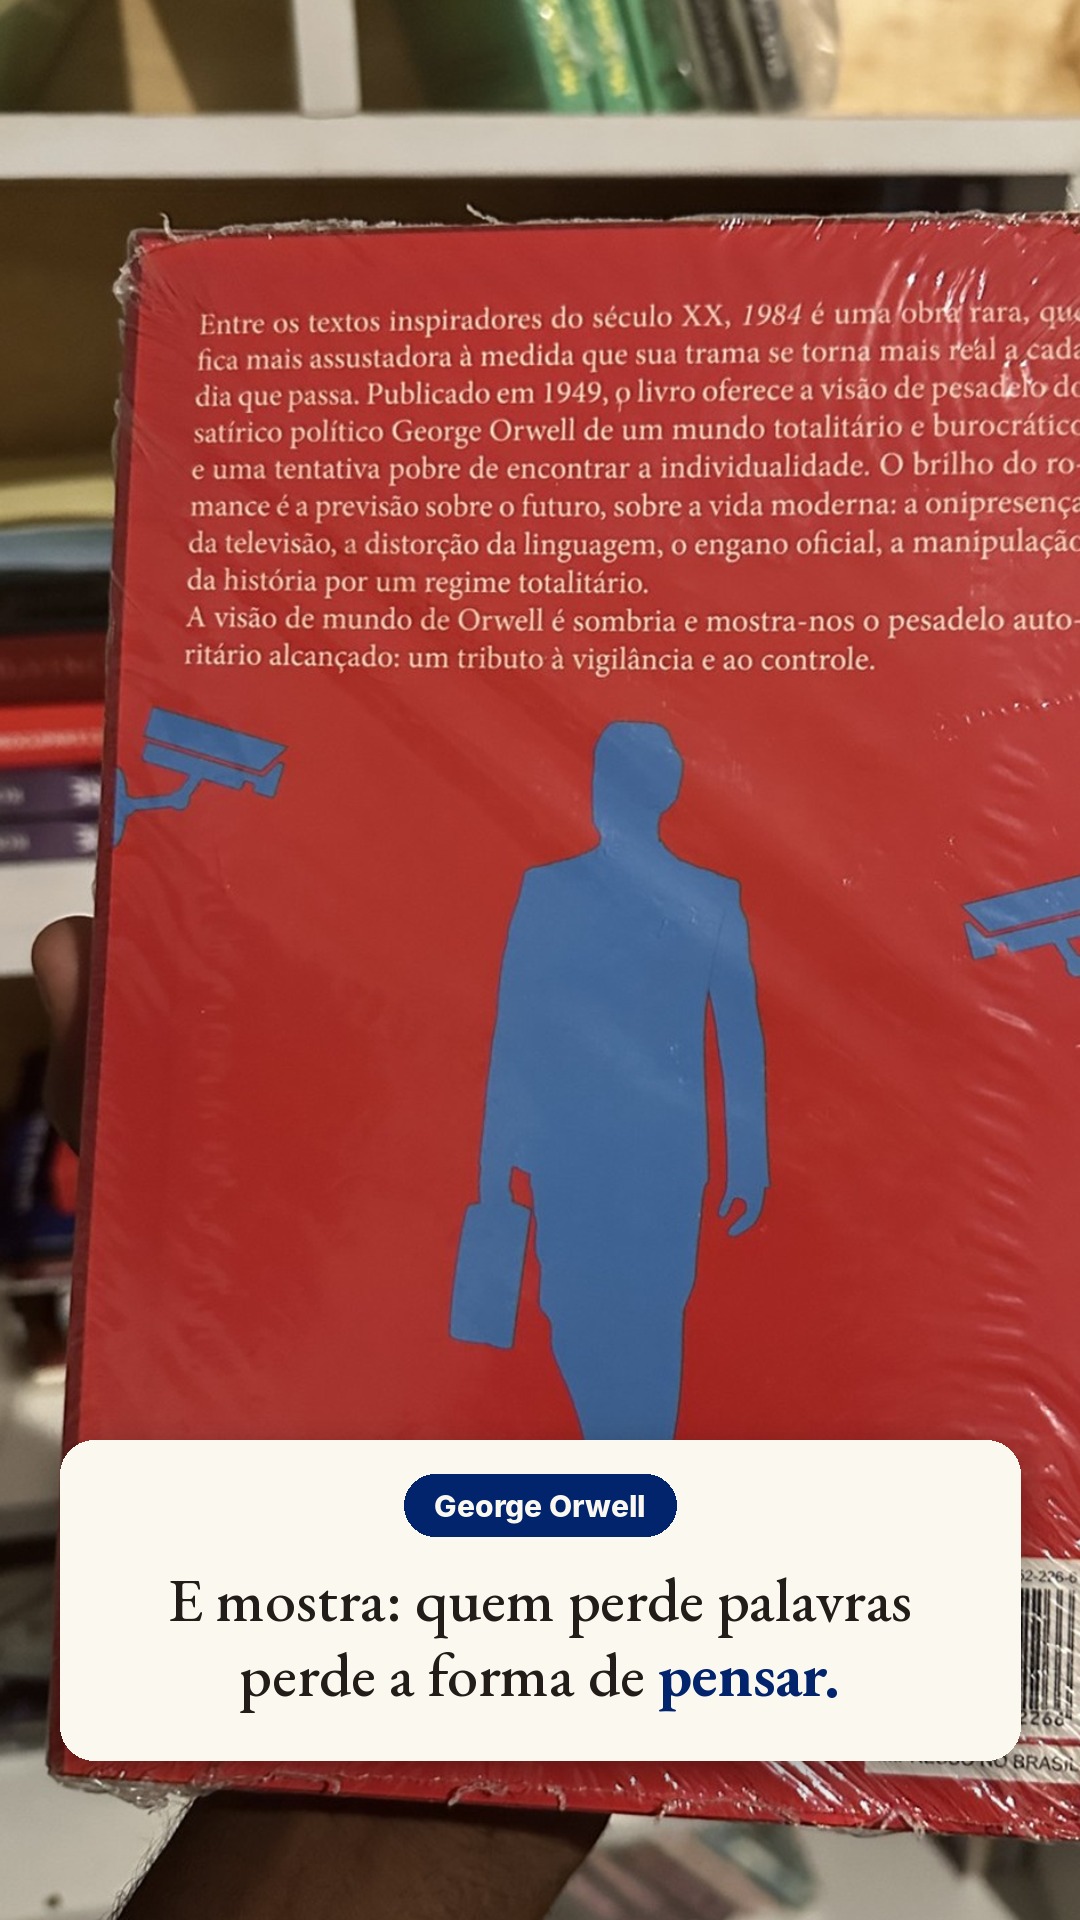 Entre os textos inspiradores do século XX, 1984 é uma obra rara, que
fica mais assustadora à medida que sua trama se torna mais real a cada
dia que passa. Publicado em 1949, o livro oferece a visão de pesadelo do
satírico político George Orwell de um mundo totalitário e burocrático
e uma tentativa pobre de encontrar a individualidade. O brilho do ro-
mance é a previsão sobre o futuro, sobre a vida moderna: a onipresença
da televisão, a distorção da linguagem, o engano oficial, a manipulação
da história por um regime totalitário.
A visão de mundo de Orwell é sombria e mostra-nos o pesadelo auto-
ritário alcançado: um tributo à vigilância e ao controle.
George Orwell
E mostra: quem perde palavras
perde a forma de pensar.
NO BRASIL